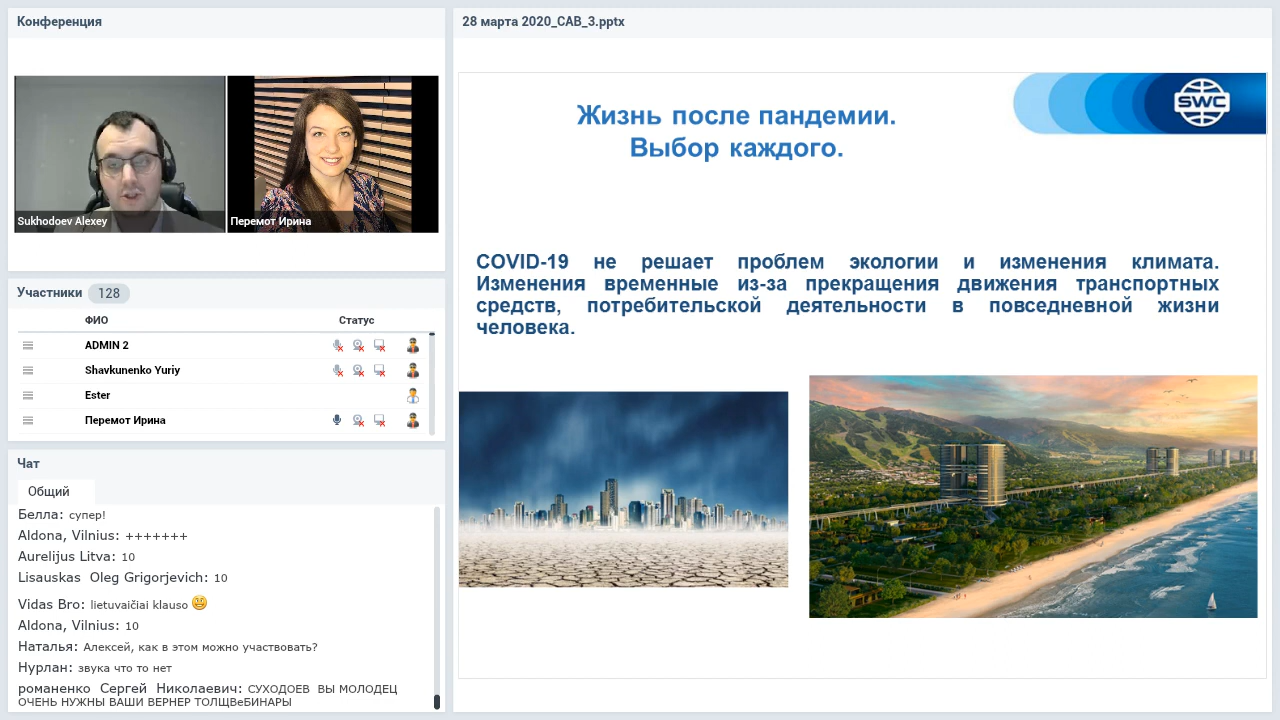 Конференция
Sukhodoev Alexey
Перемот Ирина
Участники 128
ФИО Статус
ADMIN 2
Shavkunenko Yuriy
Ester
Перемот Ирина
Чат
Общий
Белла: супер!
Aldona, Vilnius: +++++++
Aurelijus Litva: 10
Lisauskas Oleg Grigorjevich: 10
Vidas Bro: lietuvaičiai klauso
Aldona, Vilnius: 10
Наталья: Алексей, как в этом можно участвовать?
Нурлан: звука что то нет
романенко Сергей Николаевич: СУХОДОЕВ ВЫ МОЛОДЕЦ
ОЧЕНЬ НУЖНЫ ВАШИ ВЕРНЕР ТОЛЩВеБИНАРЫ
28 марта 2020_САВ_3.pptx
SWC
Жизнь после пандемии.
Выбор каждого.
COVID-19 не решает проблем экологии и изменения климата.
Изменения временные из-за прекращения движения транспортных
средств, потребительской деятельности в повседневной жизни
человека.